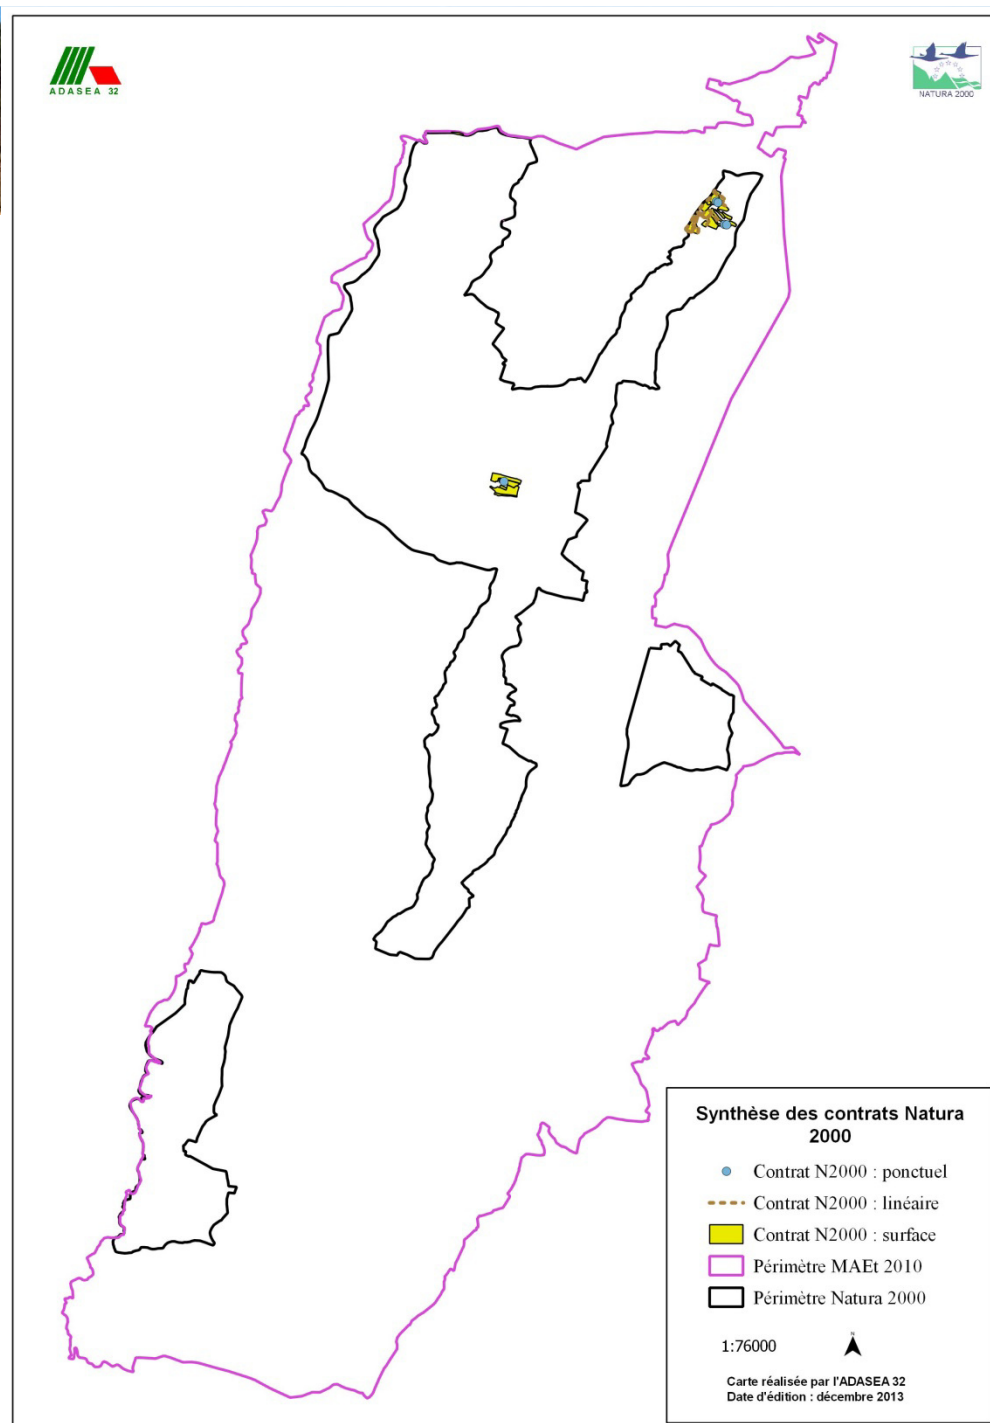 ADASEA 32
NATURA 2000
Synthèse des contrats Natura
2000
Contrat N2000 : ponctuel
Contrat N2000 : linéaire
Contrat N2000 : surface
Périmètre MAEt 2010
Périmètre Natura 2000
1:76000
N
Carte réalisée par l'ADASEA 32
Date d'édition : décembre 2013